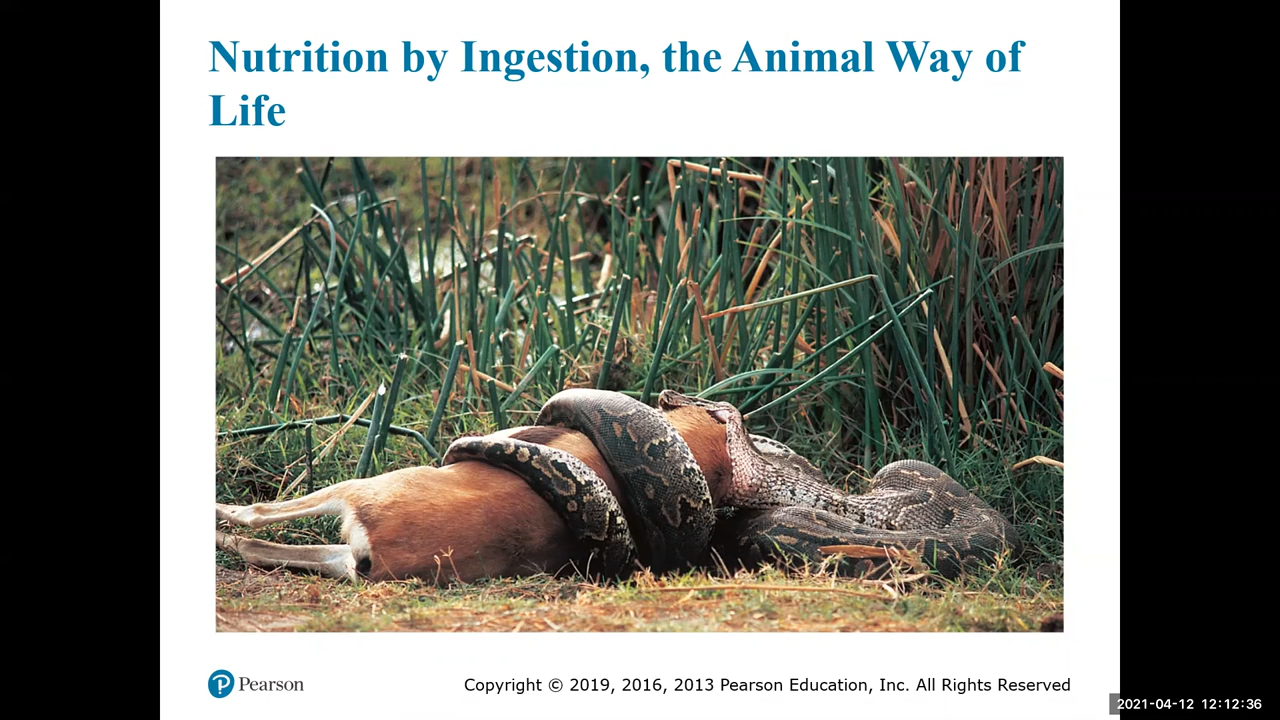 Nutrition by Ingestion, the Animal Way of
Life
Pearson
Copyright © 2019, 2016, 2013 Pearson Education, Inc. All Rights Reserved
2021-04-12 12:12:36